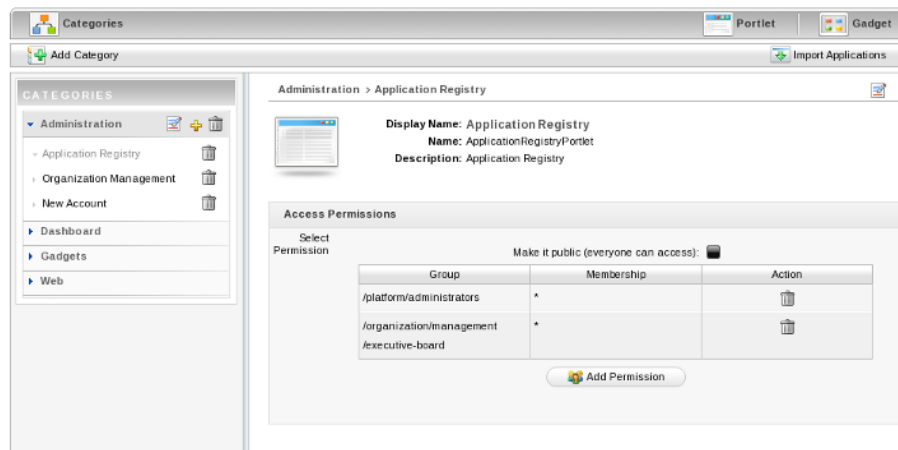 Categories
Portlet
Gadget
Add Category
Import Applications
CATEGORIES
Administration
Application Registry
Organization Management
New Account
Dashboard
Gadgets
Web
Administration > Application Registry
Display Name: Application Registry
Name: ApplicationRegistryPortlet
Description: Application Registry
Access Permissions
Select
Permission
Make it public (everyone can access):
Group Membership Action
/platform/administrators *
/organization/management *
/executive-board
Add Permission